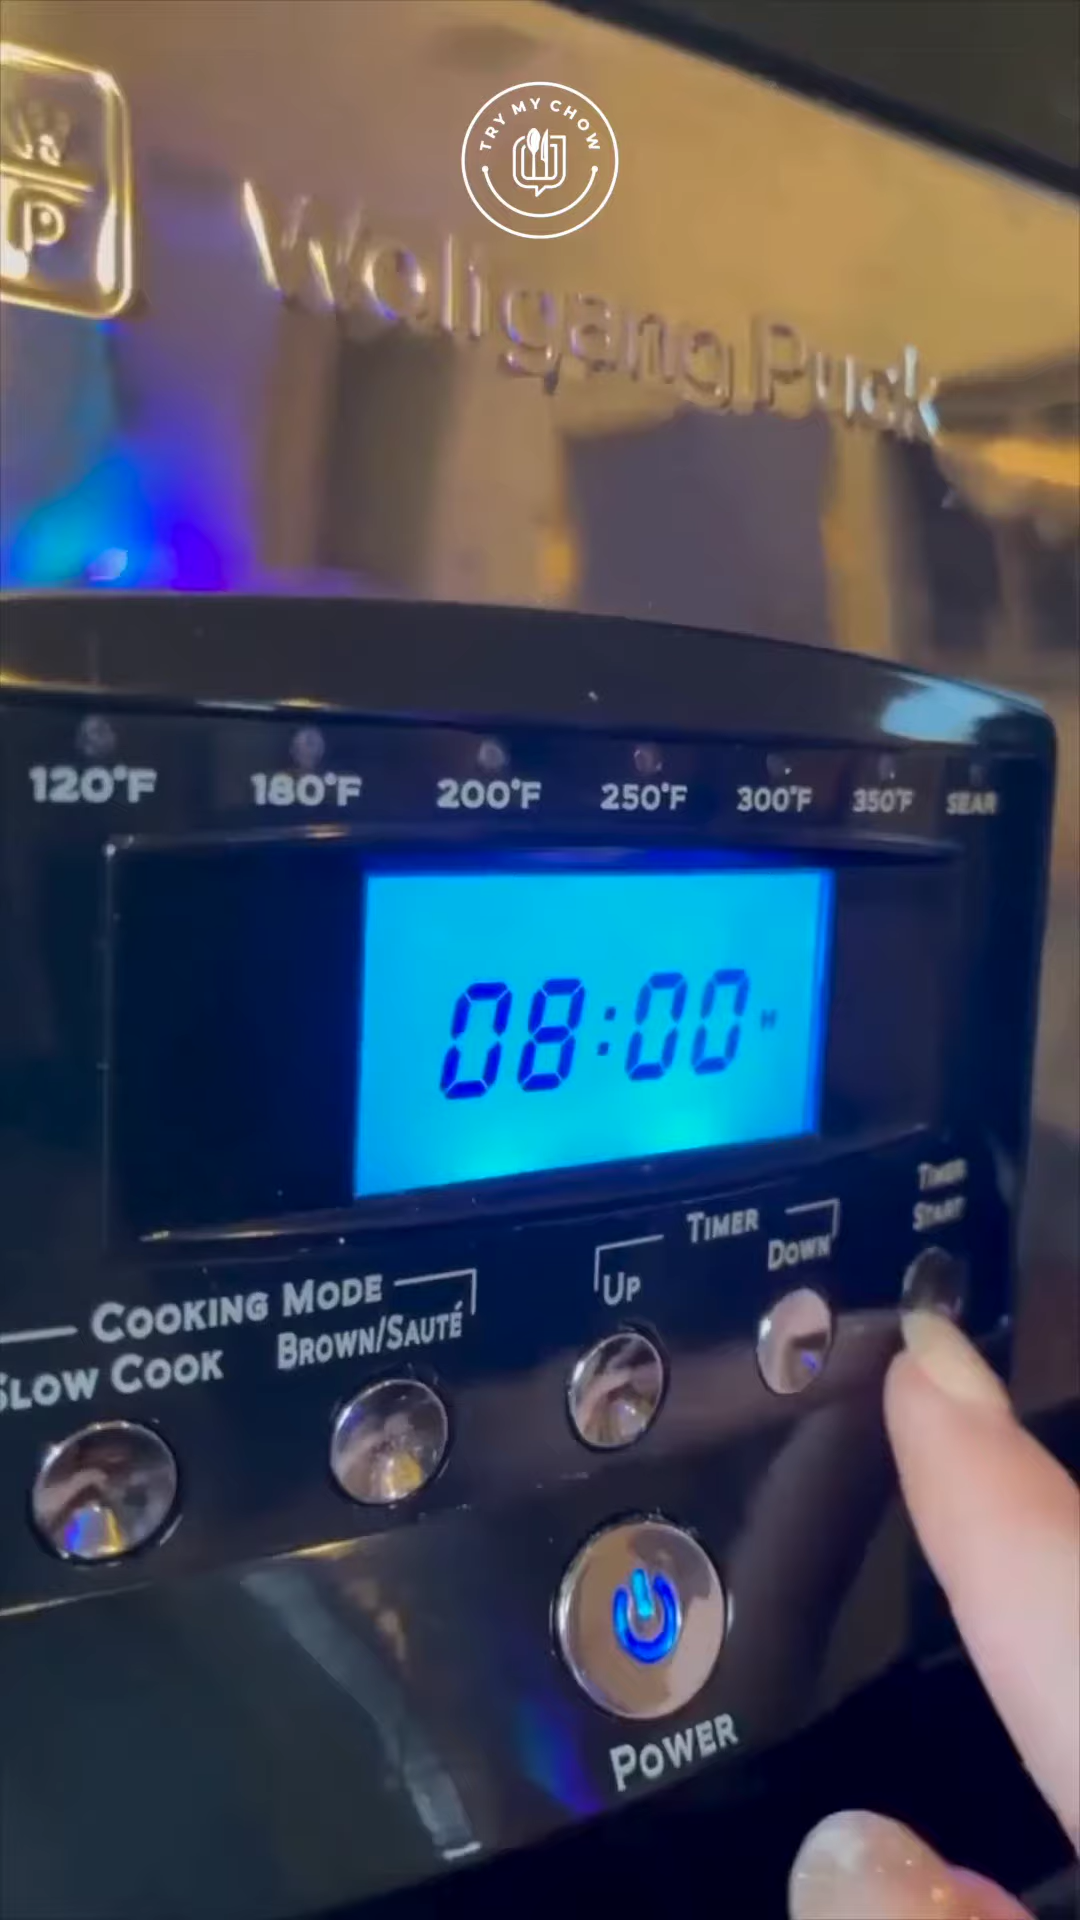 TRY MY CHOW
WP
Wolfgang Puck
120°F 180°F 200°F 250°F 300°F 350°F SEAR
08:00 H
TIMER START
TIMER
UP DOWN
COOKING MODE
SLOW COOK BROWN/SAUTÉ
POWER